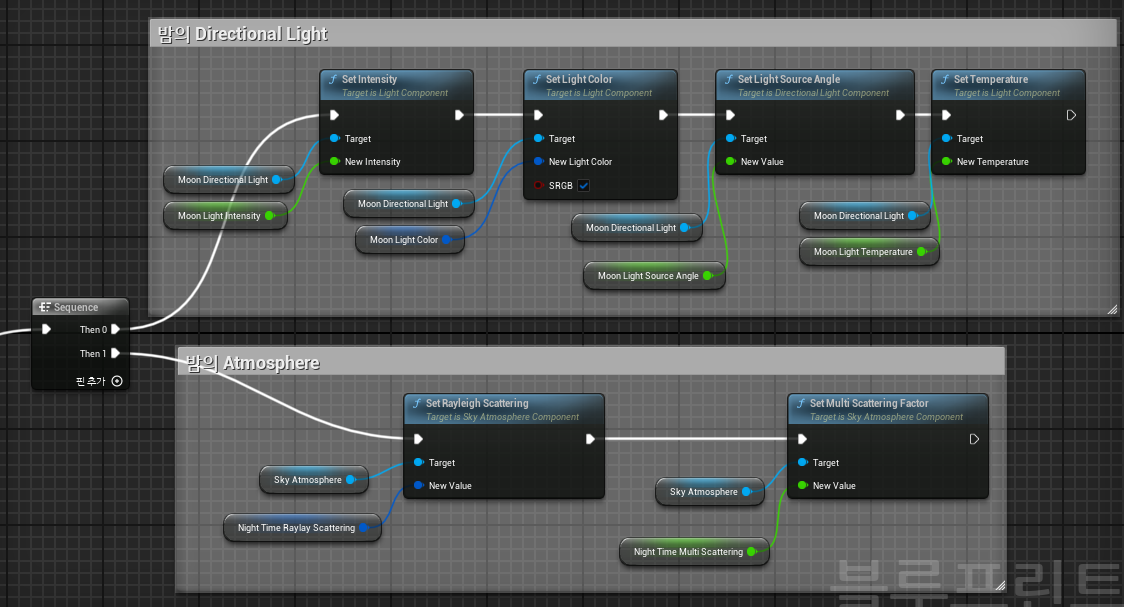 밤의 Directional Light
Set Intensity
Target is Light Component
Target
New Intensity
Moon Directional Light
Moon Light Intensity
Set Light Color
Target is Light Component
Target
New Light Color
SRGB
Moon Directional Light
Moon Light Color
Set Light Source Angle
Target is Directional Light Component
Target
New Value
Moon Directional Light
Moon Light Source Angle
Set Temperature
Target is Light Component
Target
New Temperature
Moon Directional Light
Moon Light Temperature
Sequence
Then 0
Then 1
핀 추가
밤의 Atmosphere
Set Rayleigh Scattering
Target is Sky Atmosphere Component
Target
New Value
Sky Atmosphere
Night Time Raylay Scattering
Set Multi Scattering Factor
Target is Sky Atmosphere Component
Target
New Value
Sky Atmosphere
Night Time Multi Scattering
블루프린트